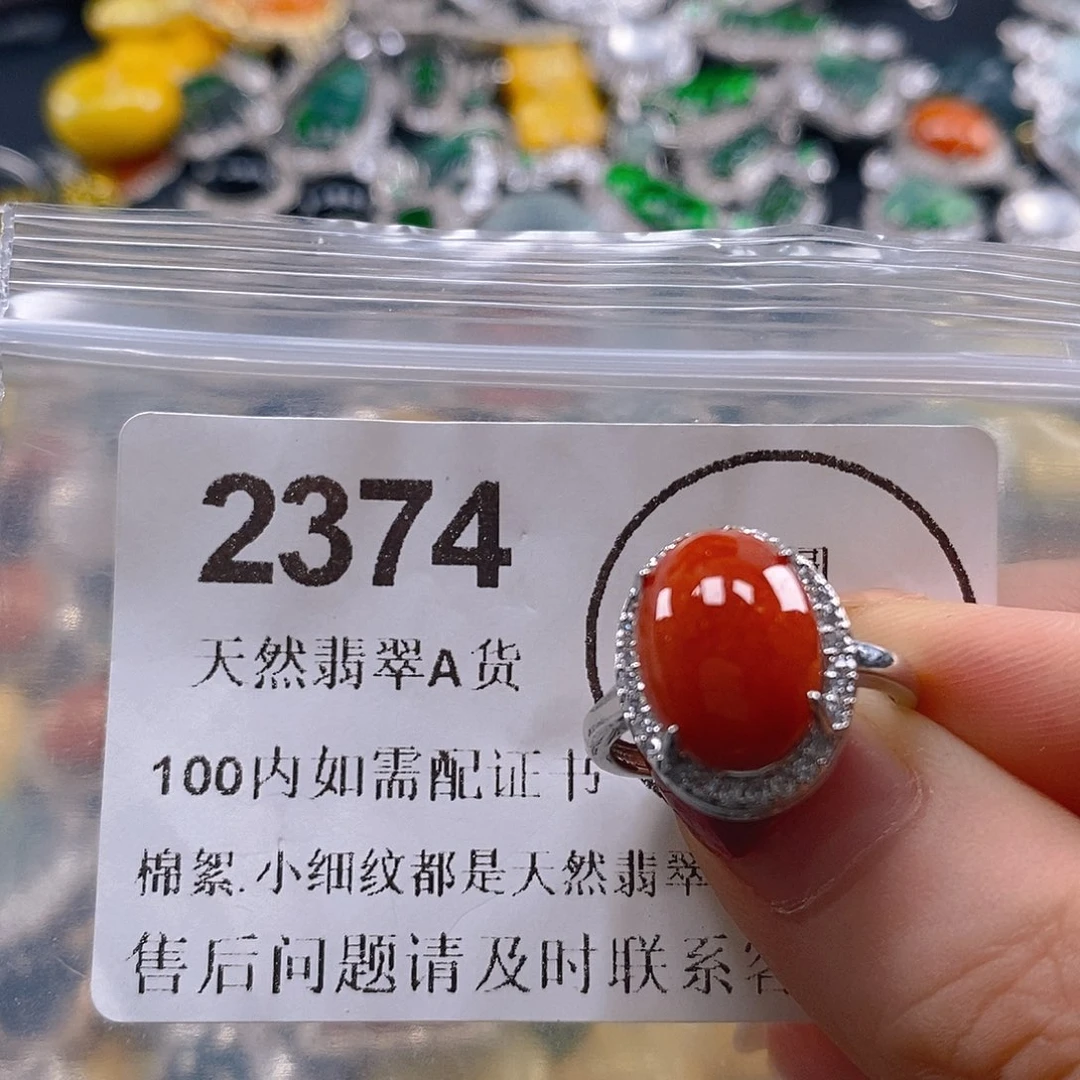 2374
天然翡翠A货
100内如需配证书
棉絮.小细纹都是天然翡翠
售后问题请及时联系客